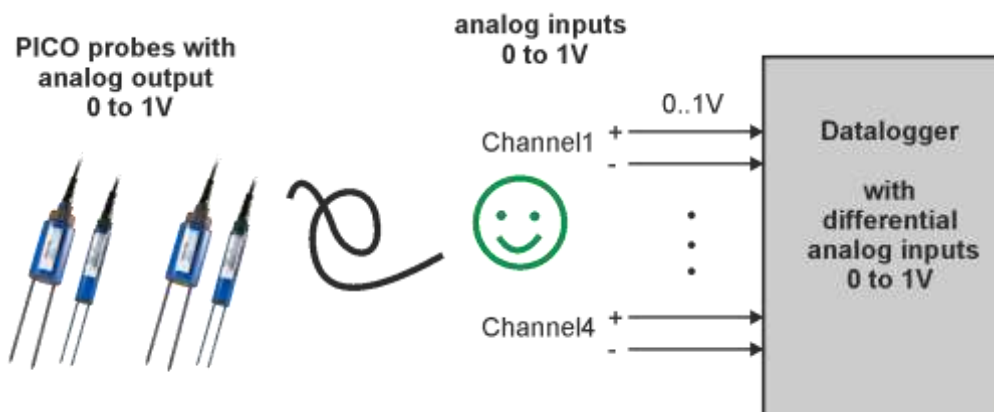 PICO probes with
analog output
0 to 1V
analog inputs
0 to 1V
0..1V
Channel1
+
-
Channel4
+
-
Datalogger
with
differential
analog inputs
0 to 1V